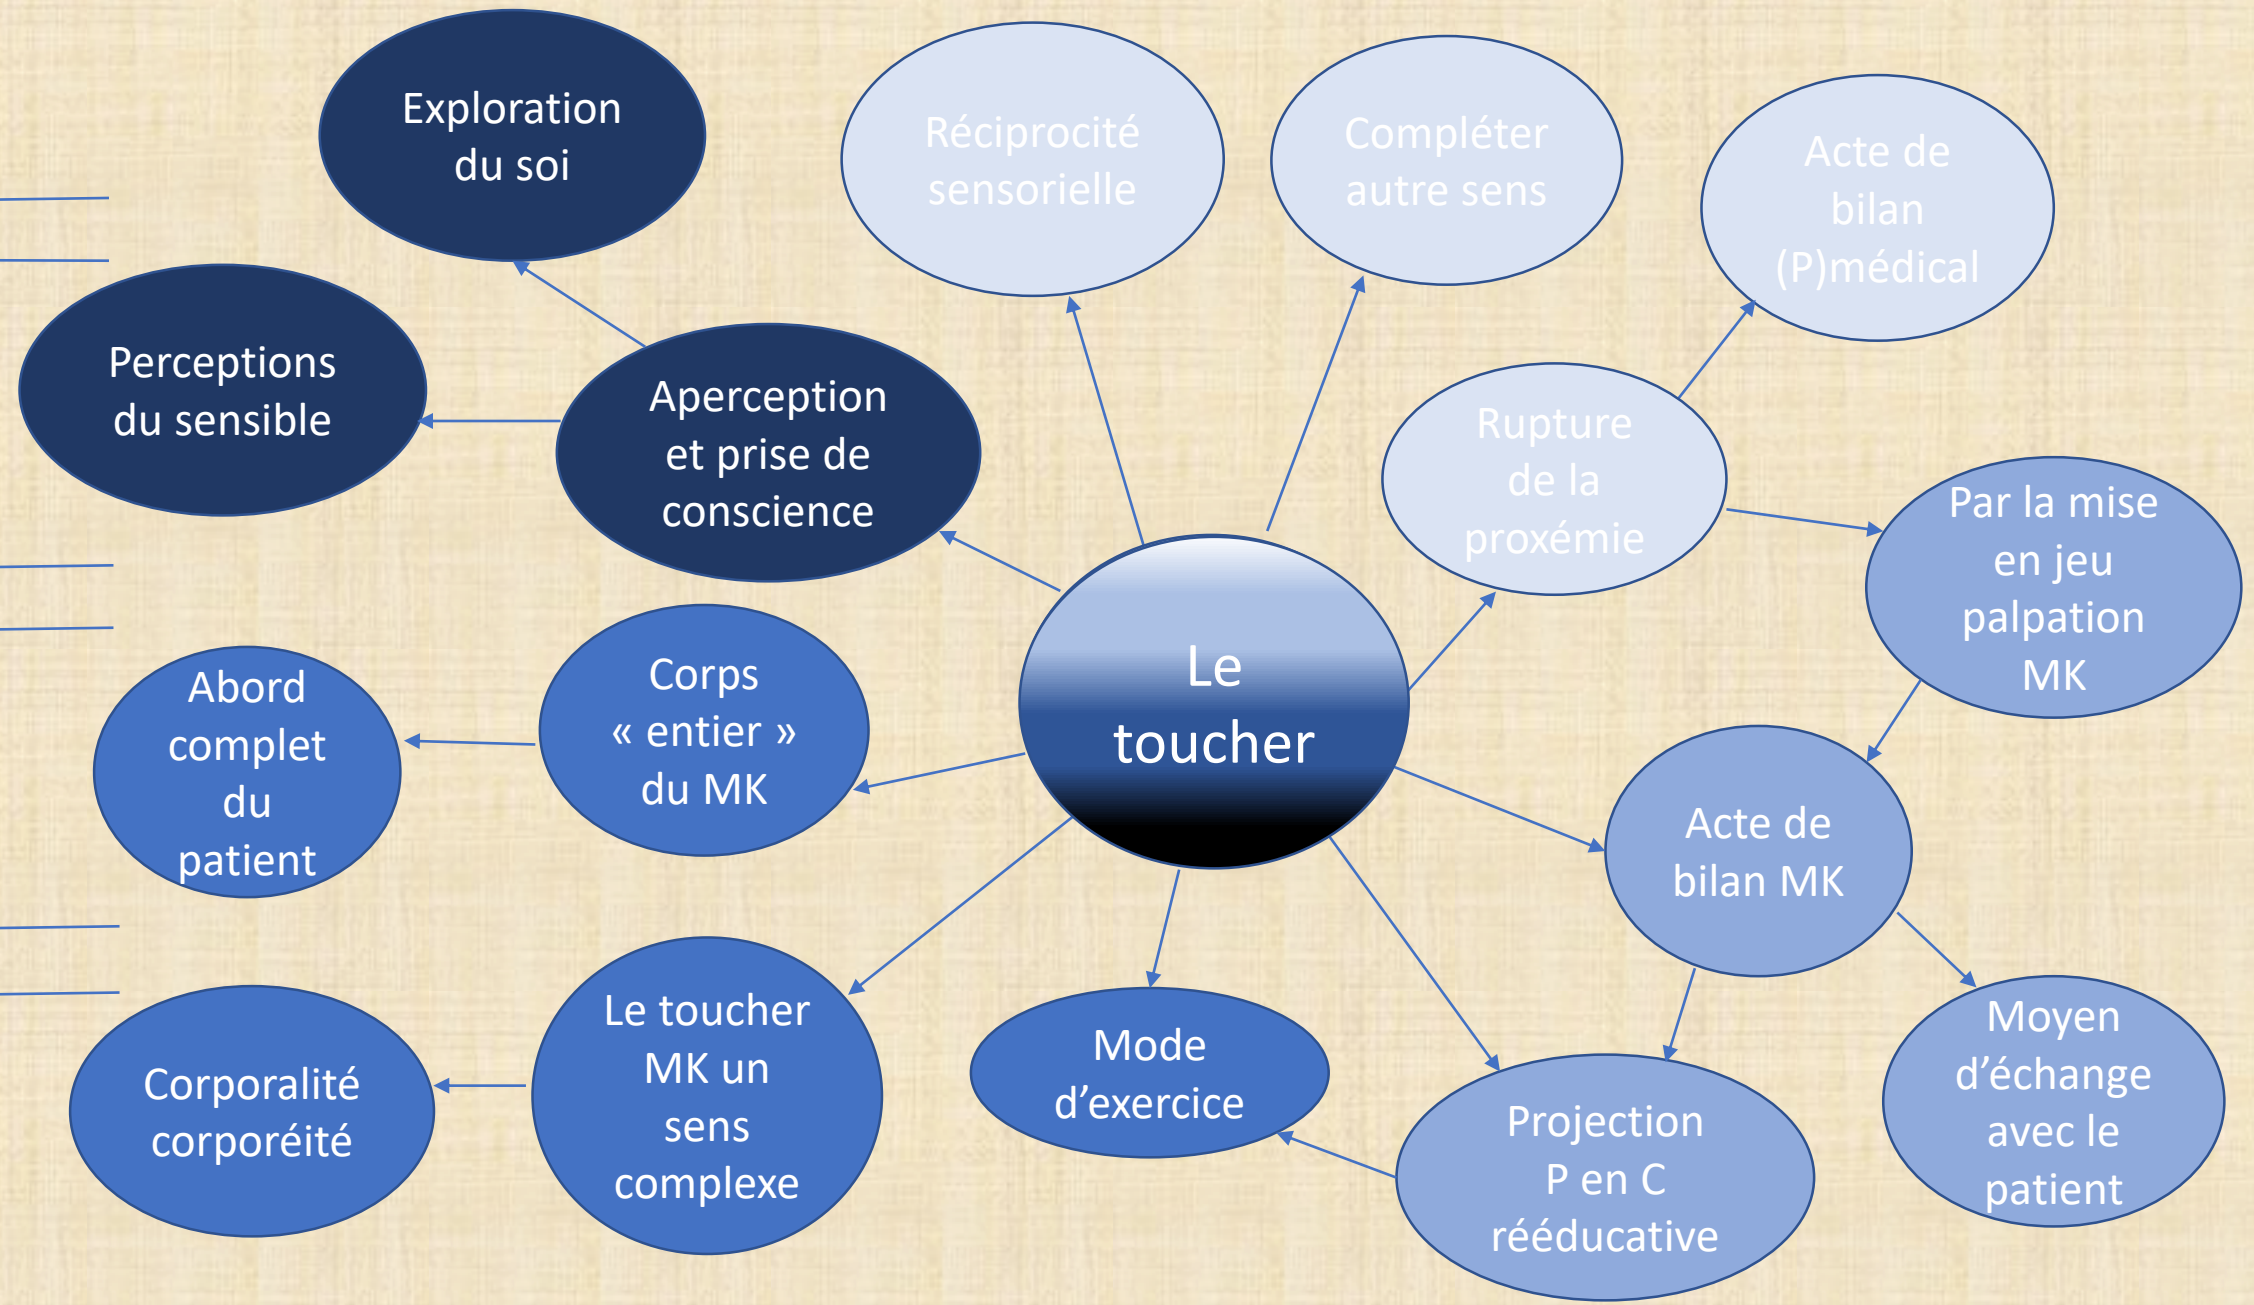 Exploration
du soi
Réciprocité
sensorielle
Compléter
autre sens
Acte de
bilan
(P)médical
Perceptions
du sensible
Aperception
et prise de
conscience
Rupture
de la
proxémie
Par la mise
en jeu
palpation
MK
Le
toucher
Abord
complet
du
patient
Corps
« entier »
du MK
Acte de
bilan MK
Corporalité
corporéité
Le toucher
MK un
sens
complexe
Mode
d’exercice
Projection
P en C
rééducative
Moyen
d’échange
avec le
patient